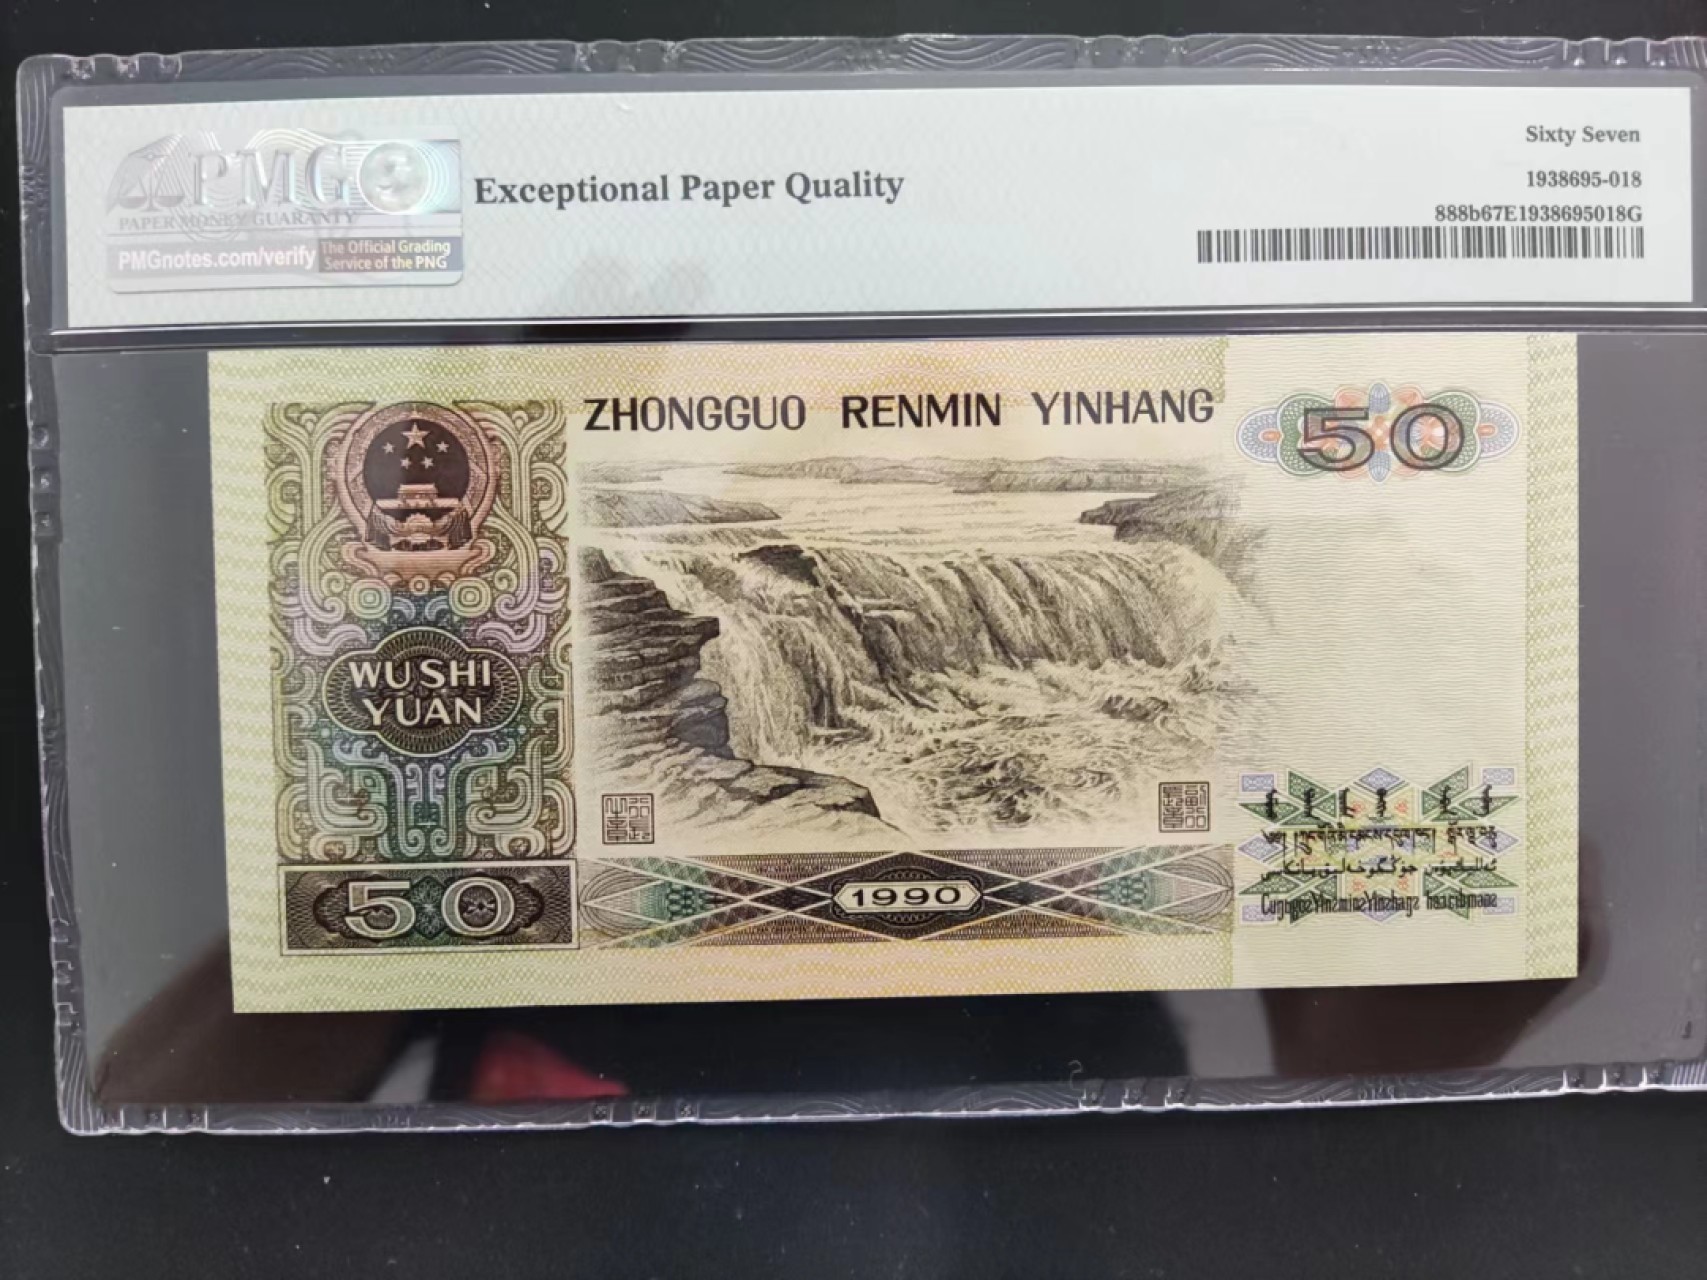 PMG
PAPER MONEY GUARANTY
PMGnotes.com/verify
The Official Grading
Service of the PNG
Exceptional Paper Quality
Sixty Seven
1938695-018
888b67E1938695018G
ZHONGGUO RENMIN YINHANG
50
WU SHI
YUAN
50
1990